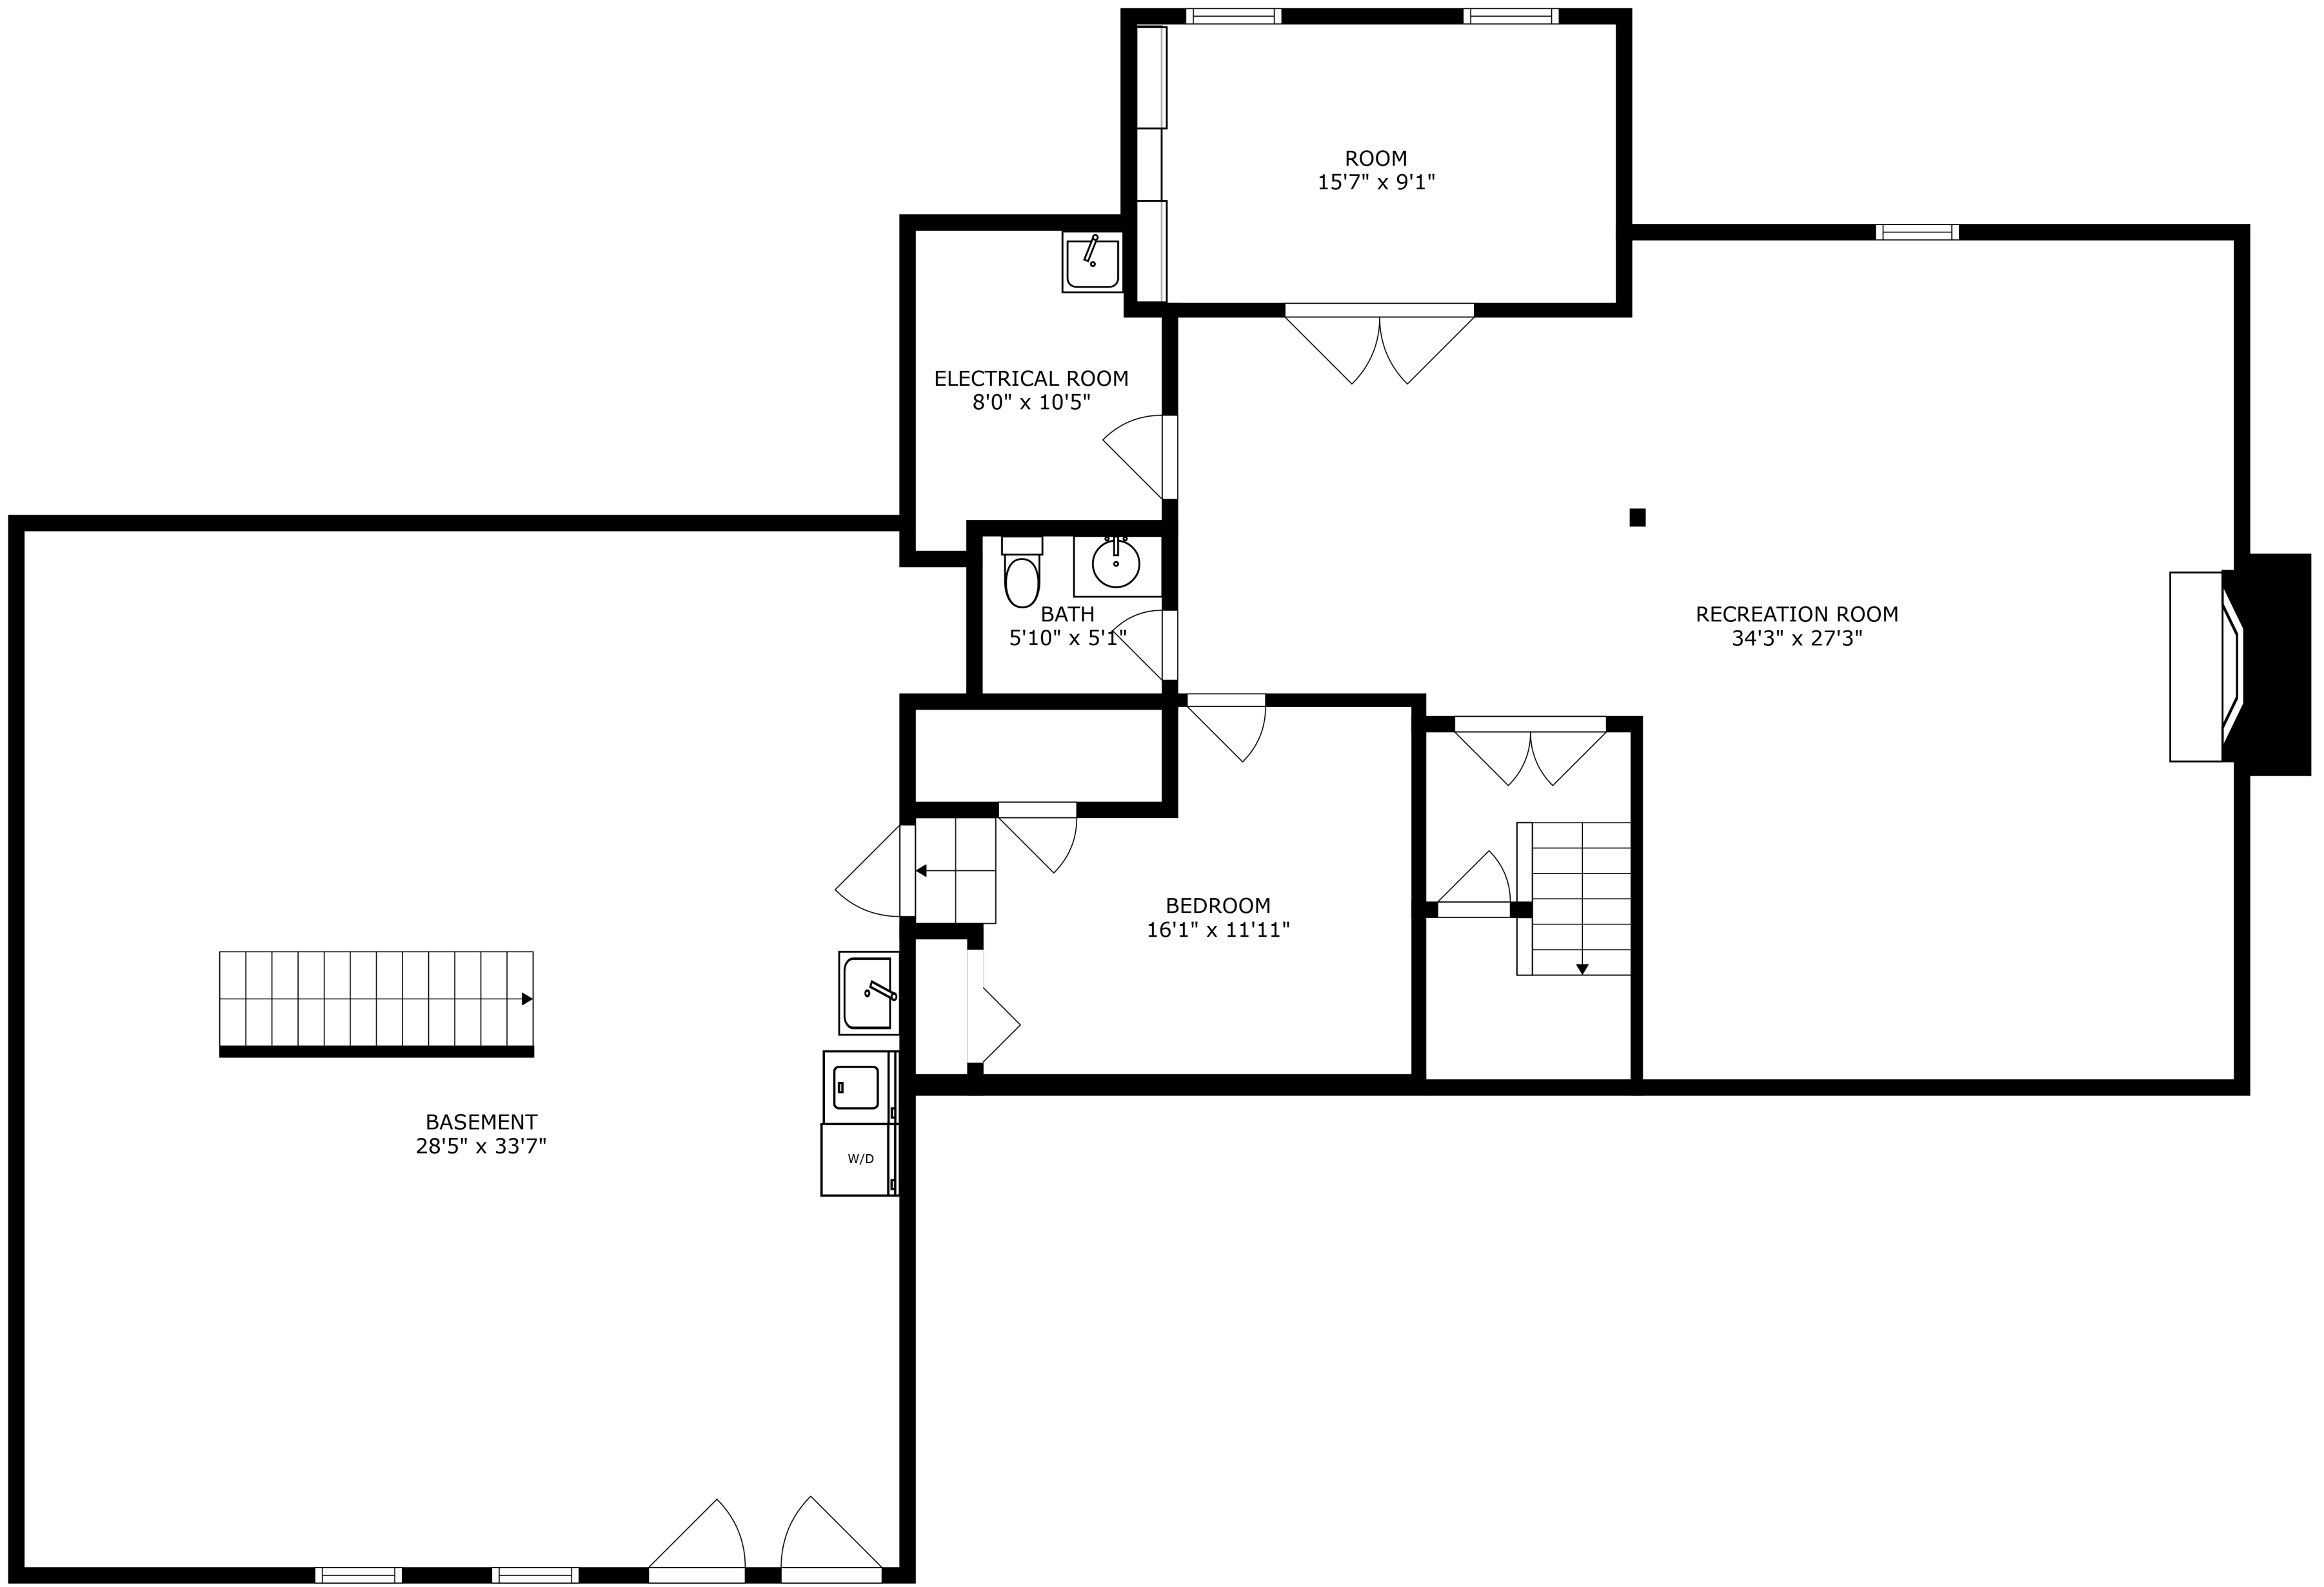 ROOM
15'7" x 9'1"
ELECTRICAL ROOM
8'0" x 10'5"
BATH
5'10" x 5'1"
RECREATION ROOM
34'3" x 27'3"
BEDROOM
16'1" x 11'11"
BASEMENT
28'5" x 33'7"
W/D